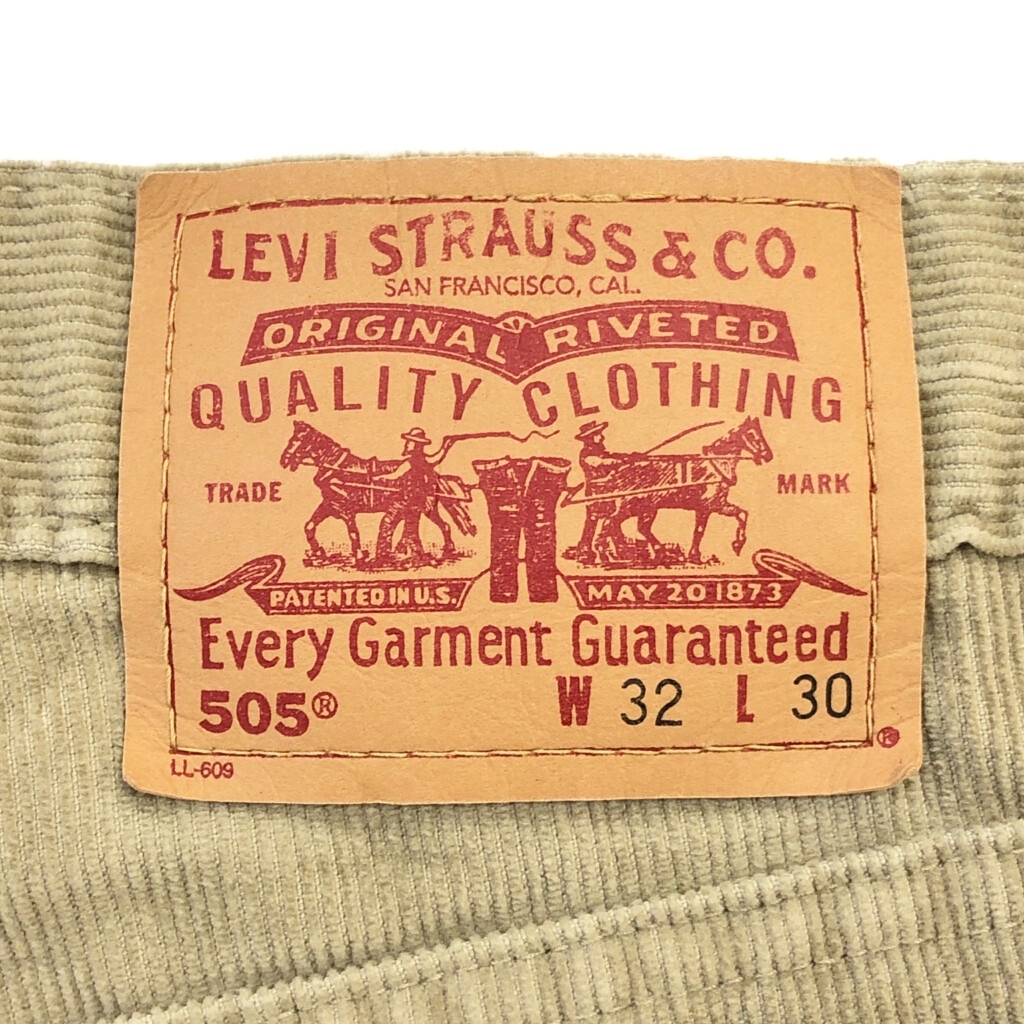 LEVI STRAUSS & CO.
SAN FRANCISCO, CAL.
ORIGINAL RIVETED
QUALITY CLOTHING
TRADE MARK
PATENTED IN U.S. MAY 20 1873
Every Garment Guaranteed
505® W 32 L 30
®
LL-609